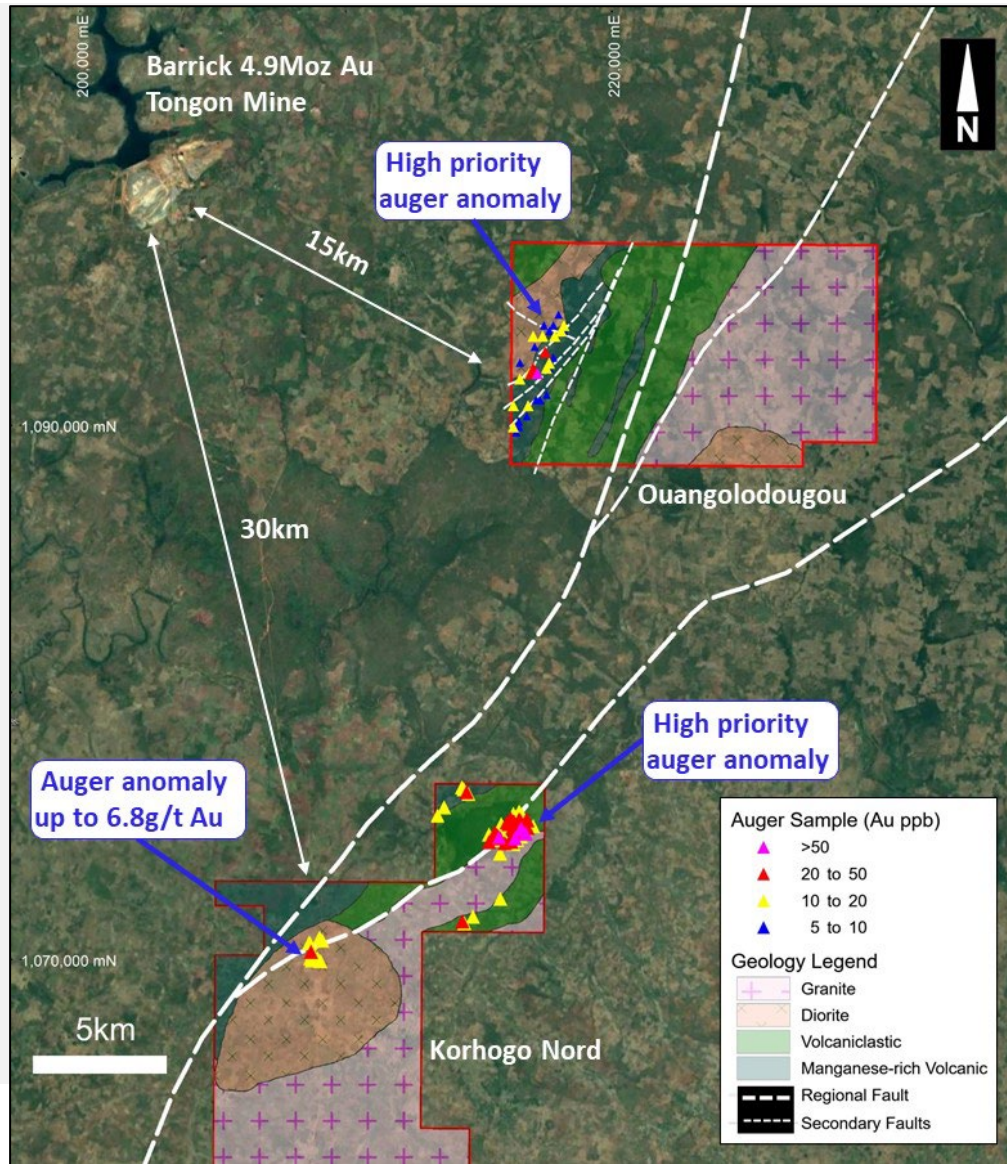 200,000 mE
220,000 mE
Barrick 4.9Moz Au
Tongon Mine
N
High priority
auger anomaly
15km
1,090,000 mN
Ouangolodougou
30km
High priority
auger anomaly
Auger anomaly
up to 6.8g/t Au
1,070,000 mN
5km
Korhogo Nord
Auger Sample (Au ppb)
>50
20 to 50
10 to 20
5 to 10
Geology Legend
Granite
Diorite
Volcaniclastic
Manganese-rich Volcanic
Regional Fault
Secondary Faults